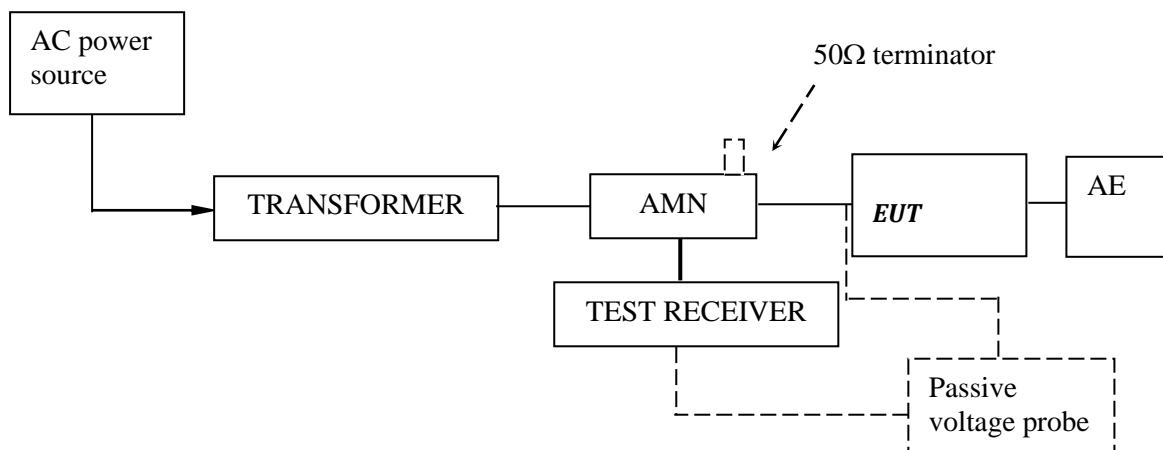 AC power
source
50Ω terminator
TRANSFORMER
AMN
EUT
AE
TEST RECEIVER
Passive
voltage probe